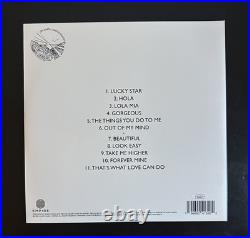 1. LUCKY STAR
2. HOLA
3. LOLA MIA
4. GORGEOUS
5. THE THINGS YOU DO TO ME
6. OUT OF MY MIND
7. BEAUTIFUL
8. LOOK EASY
9. TAKE ME HIGHER
10. FOREVER MINE
11. THAT'S WHAT LOVE CAN DO